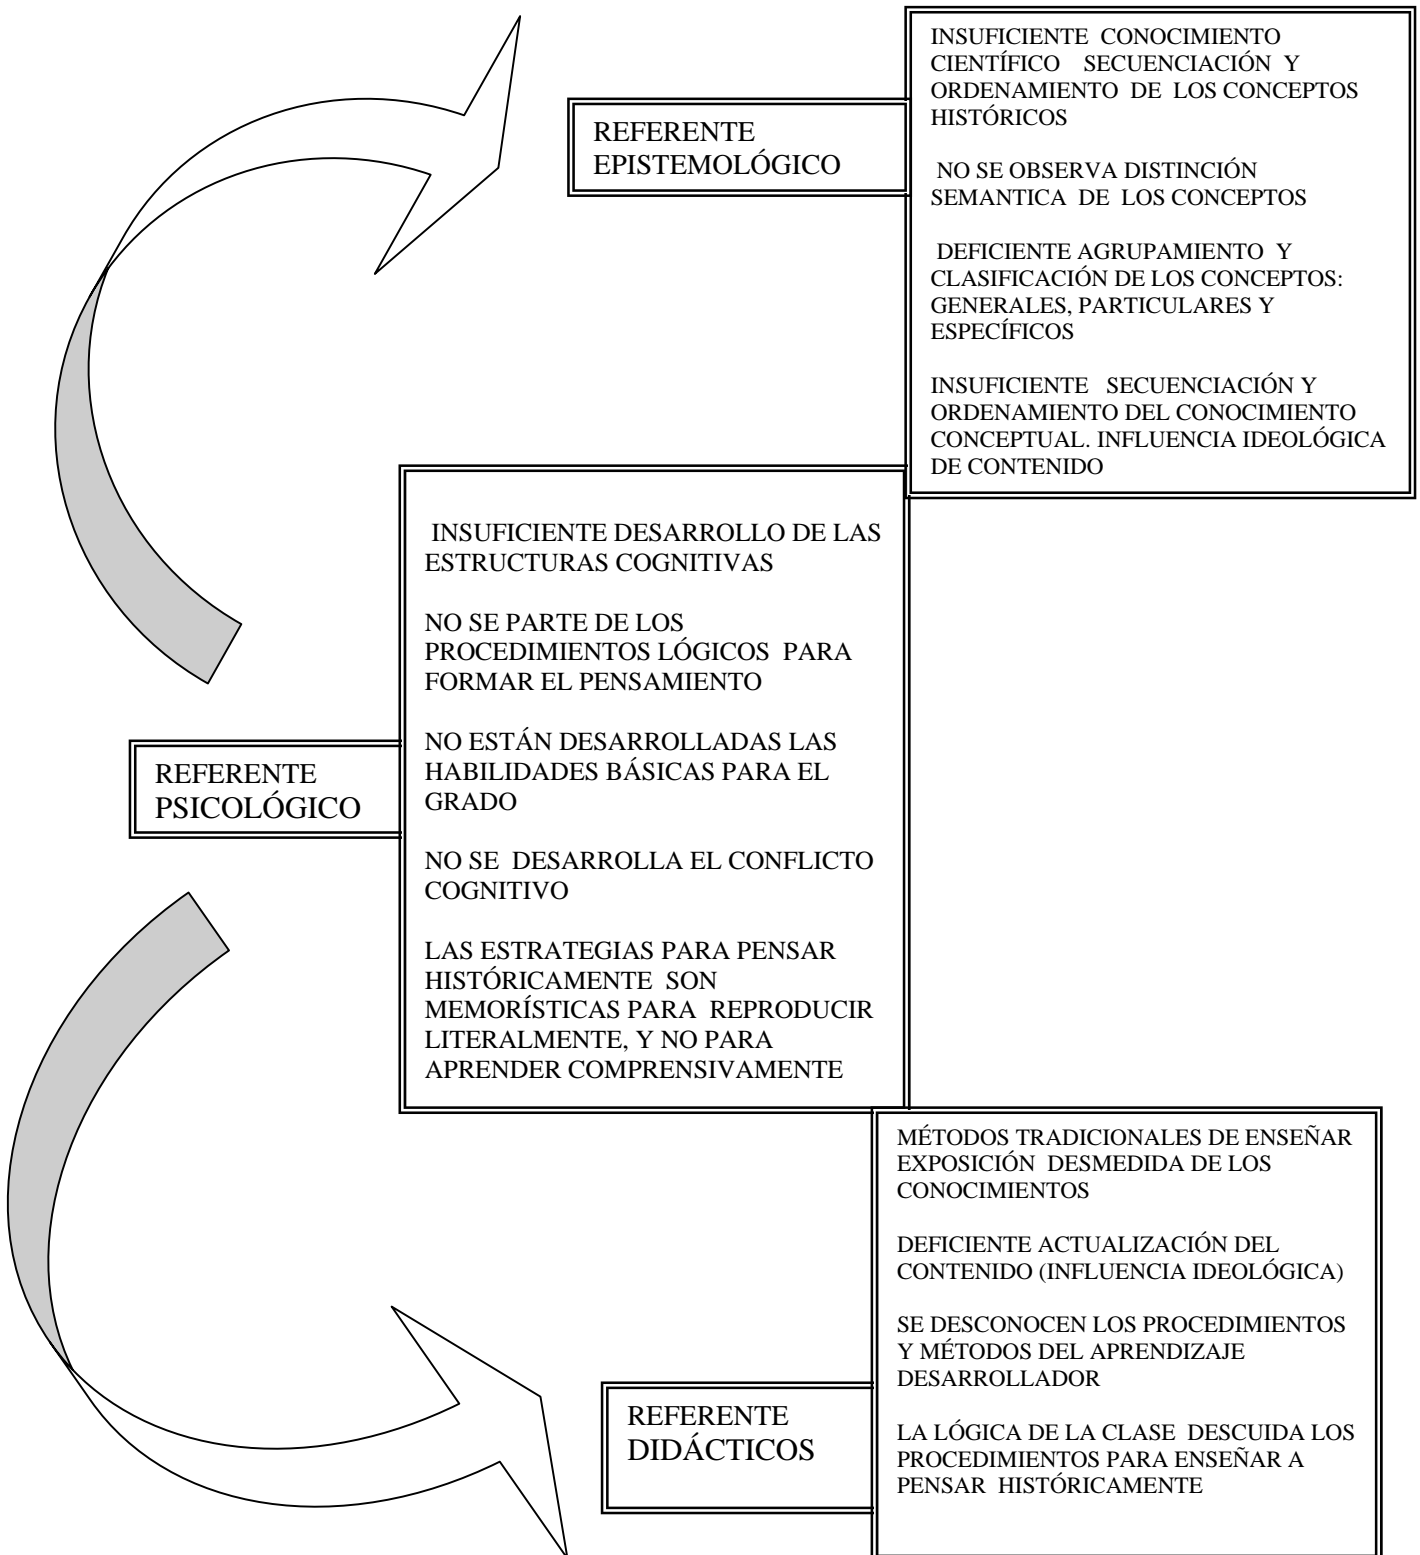 REFERENTE
EPISTEMOLÓGICO
INSUFICIENTE CONOCIMIENTO
CIENTÍFICO SECUENCIACIÓN Y
ORDENAMIENTO DE LOS CONCEPTOS
HISTÓRICOS
NO SE OBSERVA DISTINCIÓN
SEMANTICA DE LOS CONCEPTOS
DEFICIENTE AGRUPAMIENTO Y
CLASIFICACIÓN DE LOS CONCEPTOS:
GENERALES, PARTICULARES Y
ESPECÍFICOS
INSUFICIENTE SECUENCIACIÓN Y
ORDENAMIENTO DEL CONOCIMIENTO
CONCEPTUAL. INFLUENCIA IDEOLÓGICA
DE CONTENIDO
REFERENTE
PSICOLÓGICO
INSUFICIENTE DESARROLLO DE LAS
ESTRUCTURAS COGNITIVAS
NO SE PARTE DE LOS
PROCEDIMIENTOS LÓGICOS PARA
FORMAR EL PENSAMIENTO
NO ESTÁN DESARROLLADAS LAS
HABILIDADES BÁSICAS PARA EL
GRADO
NO SE DESARROLLA EL CONFLICTO
COGNITIVO
LAS ESTRATEGIAS PARA PENSAR
HISTÓRICAMENTE SON
MEMORÍSTICAS PARA REPRODUCIR
LITERALMENTE, Y NO PARA
APRENDER COMPRENSIVAMENTE
REFERENTE
DIDÁCTICOS
MÉTODOS TRADICIONALES DE ENSEÑAR
EXPOSICIÓN DESMEDIDA DE LOS
CONOCIMIENTOS
DEFICIENTE ACTUALIZACIÓN DEL
CONTENIDO (INFLUENCIA IDEOLÓGICA)
SE DESCONOCEN LOS PROCEDIMIENTOS
Y MÉTODOS DEL APRENDIZAJE
DESARROLLADOR
LA LÓGICA DE LA CLASE DESCUIDA LOS
PROCEDIMIENTOS PARA ENSEÑAR A
PENSAR HISTÓRICAMENTE